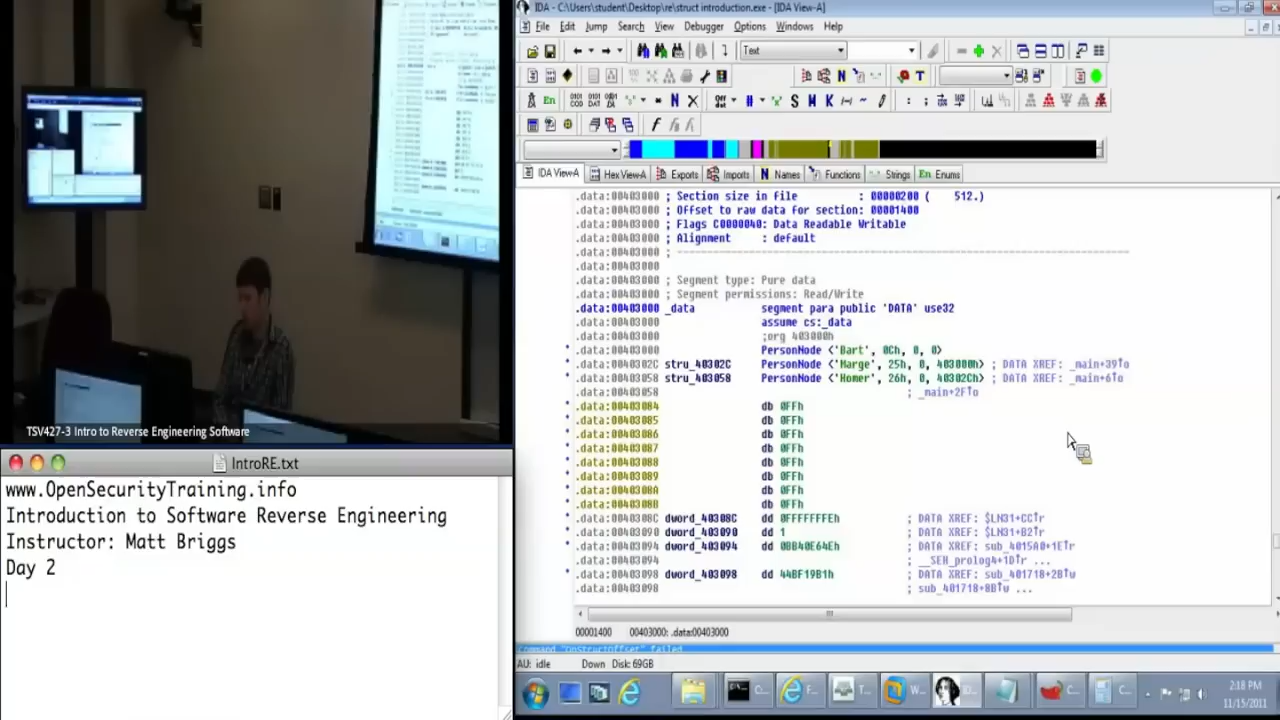 IDA - C:\Users\student\Desktop\re\struct introduction.exe - [IDA View-A]
File Edit Jump Search View Debugger Options Windows Help
Text
IDA View-A Hex View-A Exports Imports Names Functions Strings Enums
.data:00403000 ; Section size in file : 00000200 ( 512.)
.data:00403000 ; Offset to raw data for section: 00001400
.data:00403000 ; Flags C0000040: Data Readable Writable
.data:00403000 ; Alignment : default
.data:00403000 ; ---------------------------------------------------------------------------
.data:00403000
.data:00403000 ; Segment type: Pure data
.data:00403000 ; Segment permissions: Read/Write
.data:00403000 _data segment para public 'DATA' use32
.data:00403000 assume cs:_data
.data:00403000 ;org 403000h
.data:00403000 PersonNode <'Bart', 0Ch, 0, 0>
.data:0040302C stru_40302C PersonNode <'Marge', 25h, 0, 403000h> ; DATA XREF: _main+39↑o
.data:00403058 stru_403058 PersonNode <'Homer', 26h, 0, 40302Ch> ; DATA XREF: _main+6↑o
.data:00403058 ; _main+2F↑o
.data:00403084 db 0FFh
.data:00403085 db 0FFh
.data:00403086 db 0FFh
.data:00403087 db 0FFh
.data:00403088 db 0FFh
.data:00403089 db 0FFh
.data:0040308A db 0FFh
.data:0040308B db 0FFh
.data:0040308C dword_40308C dd 0FFFFFFFEh ; DATA XREF: $LN31+CC↑r
.data:00403090 dword_403090 dd 1 ; DATA XREF: $LN31+B2↑r
.data:00403094 dword_403094 dd 0BB40E64Eh ; DATA XREF: sub_4015A0+1E↑r
.data:00403094 ; __SEH_prolog4+1D↑r ...
.data:00403098 dword_403098 dd 44BF19B1h ; DATA XREF: sub_401718+2B↑w
.data:00403098 ; sub_401718+8B↑w ...
00001400 00403000: .data:00403000
Command "OpStructOffset" failed
AU: idle Down Disk: 69GB
2:18 PM
11/15/2011
TSV427-3 Intro to Reverse Engineering Software
IntroRE.txt
www.OpenSecurityTraining.info
Introduction to Software Reverse Engineering
Instructor: Matt Briggs
Day 2